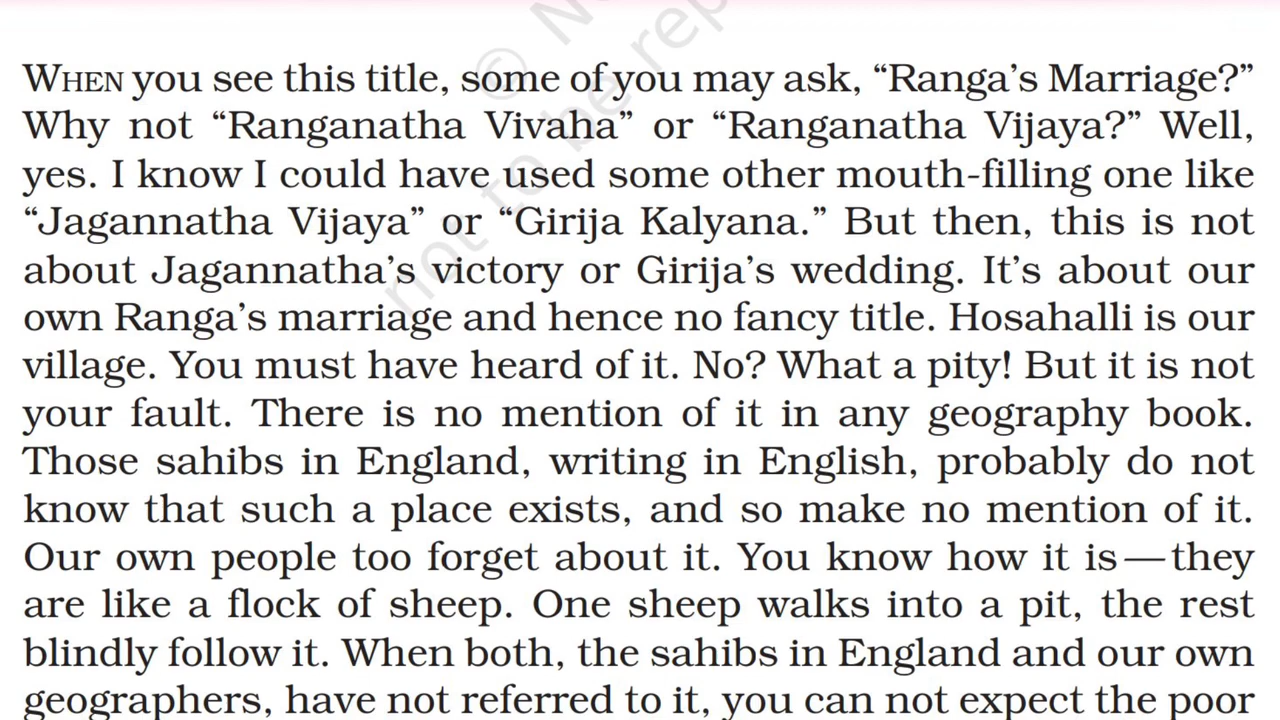 WHEN you see this title, some of you may ask, “Ranga’s Marriage?”
Why not “Ranganatha Vivaha” or “Ranganatha Vijaya?” Well,
yes. I know I could have used some other mouth-filling one like
“Jagannatha Vijaya” or “Girija Kalyana.” But then, this is not
about Jagannatha’s victory or Girija’s wedding. It’s about our
own Ranga’s marriage and hence no fancy title. Hosahalli is our
village. You must have heard of it. No? What a pity! But it is not
your fault. There is no mention of it in any geography book.
Those sahibs in England, writing in English, probably do not
know that such a place exists, and so make no mention of it.
Our own people too forget about it. You know how it is—they
are like a flock of sheep. One sheep walks into a pit, the rest
blindly follow it. When both, the sahibs in England and our own
geographers, have not referred to it, you can not expect the poor
©
not to be